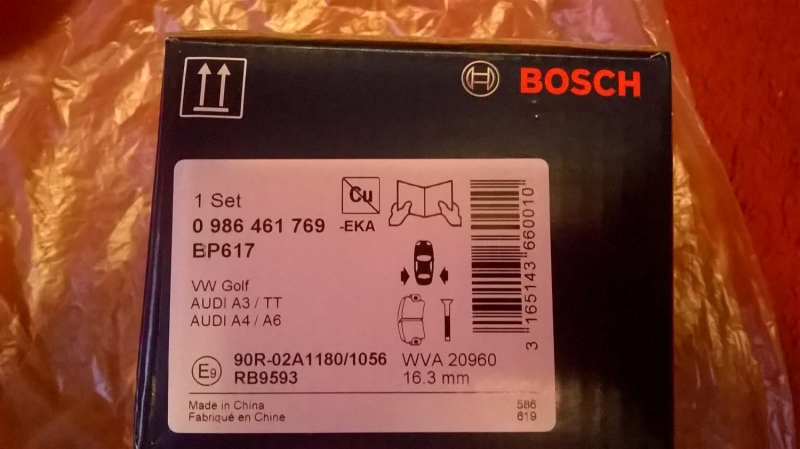 BOSCH
1 Set
Cu
0 986 461 769 -EKA
BP617
VW Golf
AUDI A3 / TT
AUDI A4 / A6
E9
90R-02A1180/1056
RB9593
WVA 20960
16.3 mm
Made in China
Fabriqué en Chine
586
619
3 165143 660010